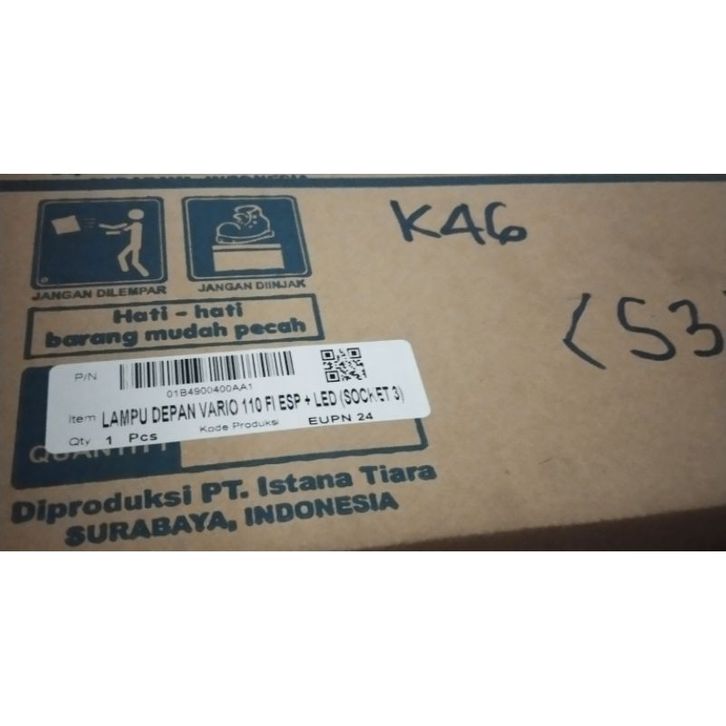 K46
JANGAN DILEMPAR
JANGAN DIINJAK
(53
Hati - hati
barang mudah pecah
P/N
01B4900400AA1
Item LAMPU DEPAN VARIO 110 FI ESP + LED (SOCKET 3)
Qty 1 Pcs Kode Produksi EUPN 24
Diproduksi PT. Istana Tiara
SURABAYA, INDONESIA